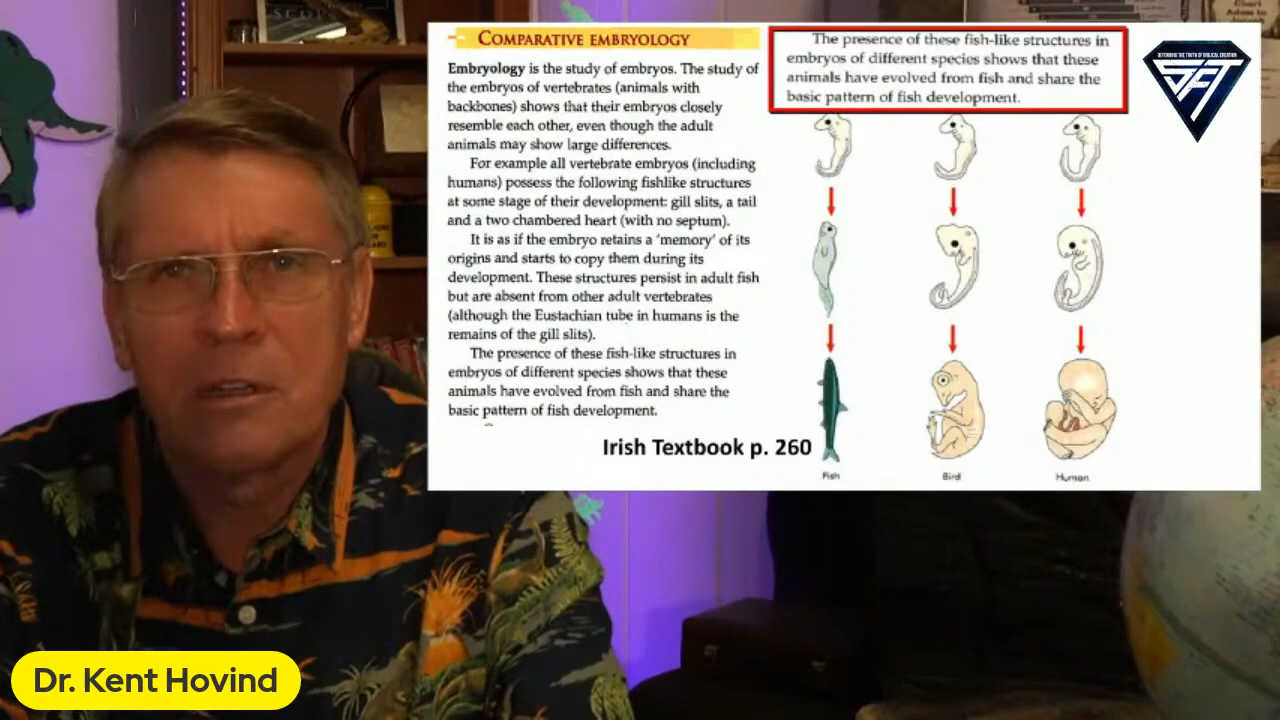 COMPARATIVE EMBRYOLOGY
Embryology is the study of embryos. The study of
the embryos of vertebrates (animals with
backbones) shows that their embryos closely
resemble each other, even though the adult
animals may show large differences.
For example all vertebrate embryos (including
humans) possess the following fishlike structures
at some stage of their development: gill slits, a tail
and a two chambered heart (with no septum).
It is as if the embryo retains a 'memory' of its
origins and starts to copy them during its
development. These structures persist in adult fish
but are absent from other adult vertebrates
(although the Eustachian tube in humans is the
remains of the gill slits).
The presence of these fish-like structures in
embryos of different species shows that these
animals have evolved from fish and share the
basic pattern of fish development.
Irish Textbook p. 260
The presence of these fish-like structures in
embryos of different species shows that these
animals have evolved from fish and share the
basic pattern of fish development.
Fish
Bird
Human
DEFENDING THE TRUTH OF BIBLICAL CREATION
SFT
Dr. Kent Hovind